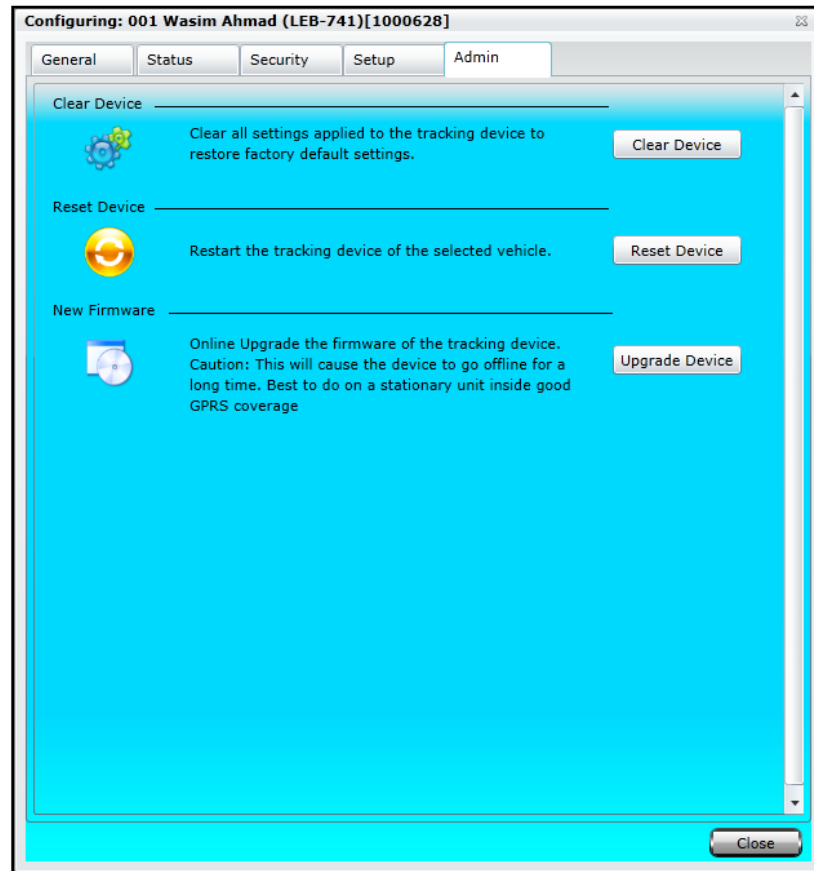 Configuring: 001 Wasim Ahmad (LEB-741)[1000628]
General Status Security Setup Admin
Clear Device
Clear all settings applied to the tracking device to
restore factory default settings.
Clear Device
Reset Device
Restart the tracking device of the selected vehicle.
Reset Device
New Firmware
Online Upgrade the firmware of the tracking device.
Caution: This will cause the device to go offline for a
long time. Best to do on a stationary unit inside good
GPRS coverage
Upgrade Device
Close